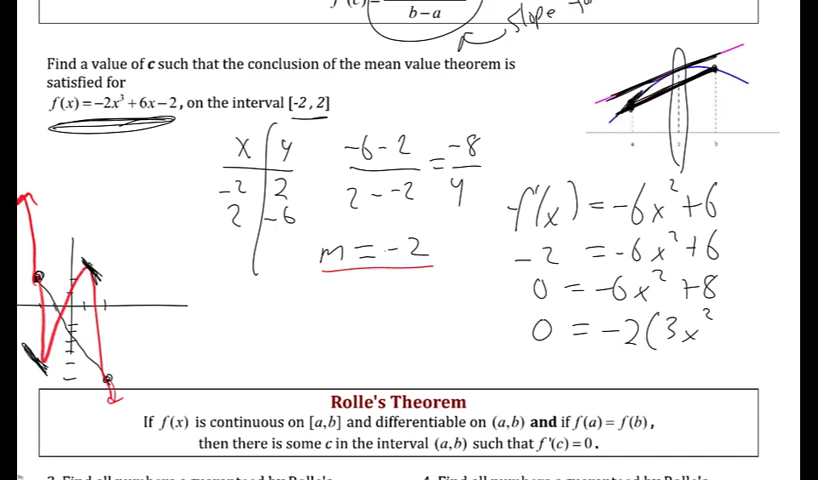 b-a
slope
Find a value of c such that the conclusion of the mean value theorem is
satisfied for
f(x) = -2x³ + 6x - 2, on the interval [-2, 2]
x y
-2 2
2 -6
-6 - 2
2 - -2
= -8
4
m = -2
f'(x) = -6x² + 6
-2 = -6x² + 6
0 = -6x² + 8
0 = -2(3x²
Rolle's Theorem
If f(x) is continuous on [a,b] and differentiable on (a,b) and if f(a) = f(b),
then there is some c in the interval (a,b) such that f'(c) = 0.